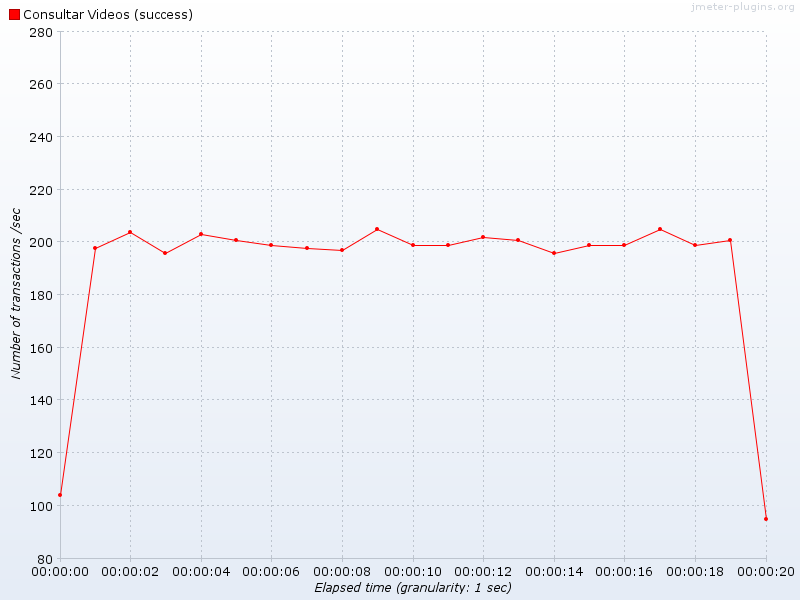 jmeter-plugins.org
Consultar Videos (success)
280
260
240
220
200
180
160
140
120
100
80
Number of transactions /sec
00:00:00 00:00:02 00:00:04 00:00:06 00:00:08 00:00:10 00:00:12 00:00:14 00:00:16 00:00:18 00:00:20
Elapsed time (granularity: 1 sec)